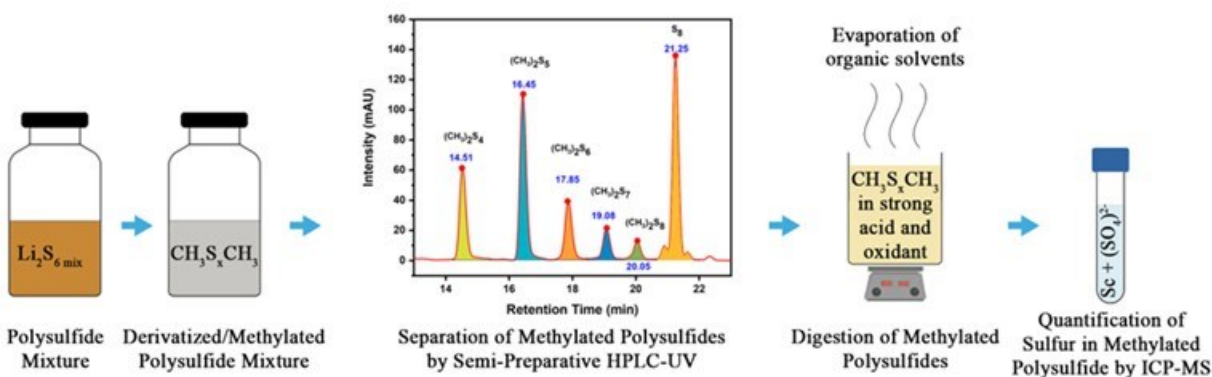 Li₂S₆ mix
Polysulfide
Mixture
CH₃SₓCH₃
Derivatized/Methylated
Polysulfide Mixture
Intensity (mAU)
160
140
120
100
80
60
40
20
0
(CH₃)₂S₄
14.51
(CH₃)₂S₅
16.45
(CH₃)₂S₆
17.85
(CH₃)₂S₇
19.08
(CH₃)₂S₈
20.05
S₈
21.25
14 16 18 20 22
Retention Time (min)
Separation of Methylated Polysulfides
by Semi-Preparative HPLC-UV
Evaporation of
organic solvents
CH₃SₓCH₃
in strong
acid and
oxidant
Digestion of Methylated
Polysulfides
Sc + (SO₄)²⁻
Quantification of
Sulfur in Methylated
Polysulfide by ICP-MS